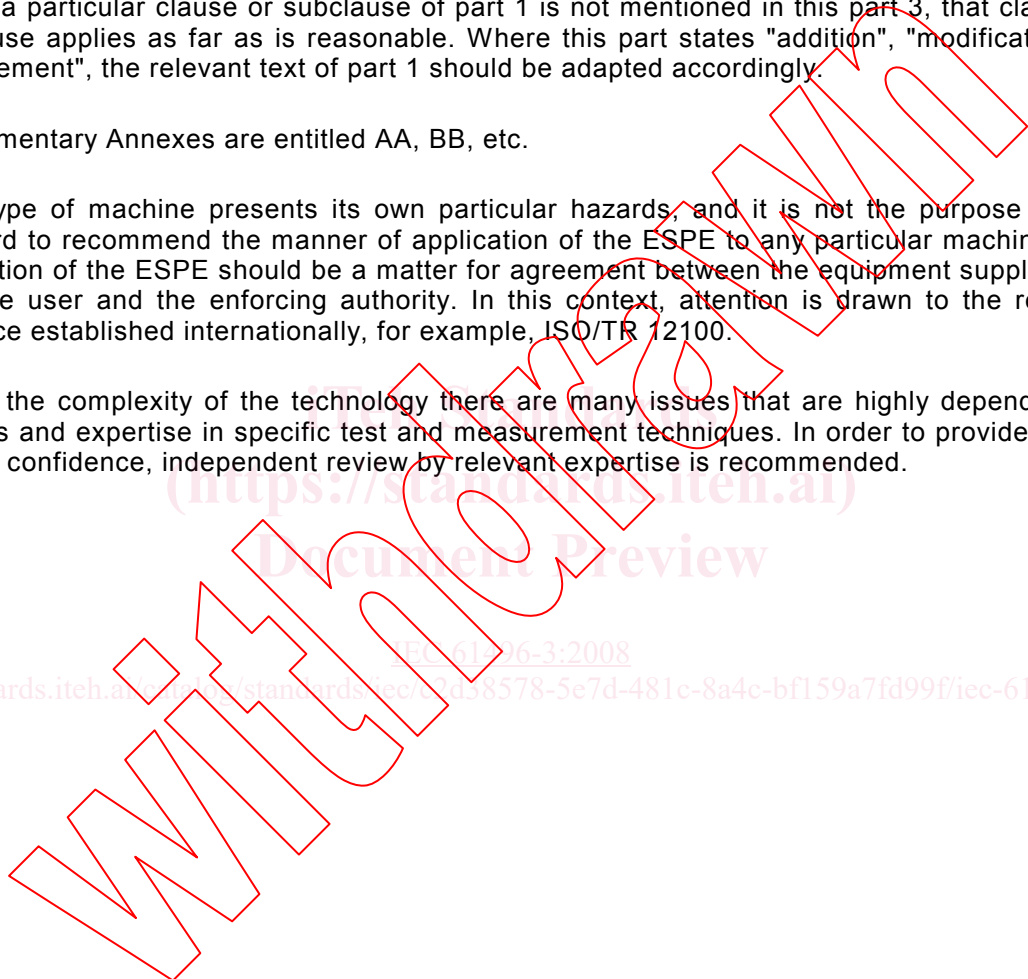 a particular clause or subclause of part 1 is not mentioned in this part 3, that cla
use applies as far as is reasonable. Where this part states "addition", "modificat
ement", the relevant text of part 1 should be adapted accordingly.
mentary Annexes are entitled AA, BB, etc.
ype of machine presents its own particular hazards, and it is not the purpose
rd to recommend the manner of application of the ESPE to any particular machin
tion of the ESPE should be a matter for agreement between the equipment suppl
e user and the enforcing authority. In this context, attention is drawn to the re
ce established internationally, for example, ISO/TR 12100.
the complexity of the technology there are many issues that are highly depend
s and expertise in specific test and measurement techniques. In order to provide
confidence, independent review by relevant expertise is recommended.
iTeh Standards
(https://standards.iteh.ai)
Document Preview
IEC 61496-3:2008
ards.iteh.ai/catalog/standards/iec/c2d38578-5e7d-481c-8a4c-bf159a7fd99f/iec-61
withdrawn